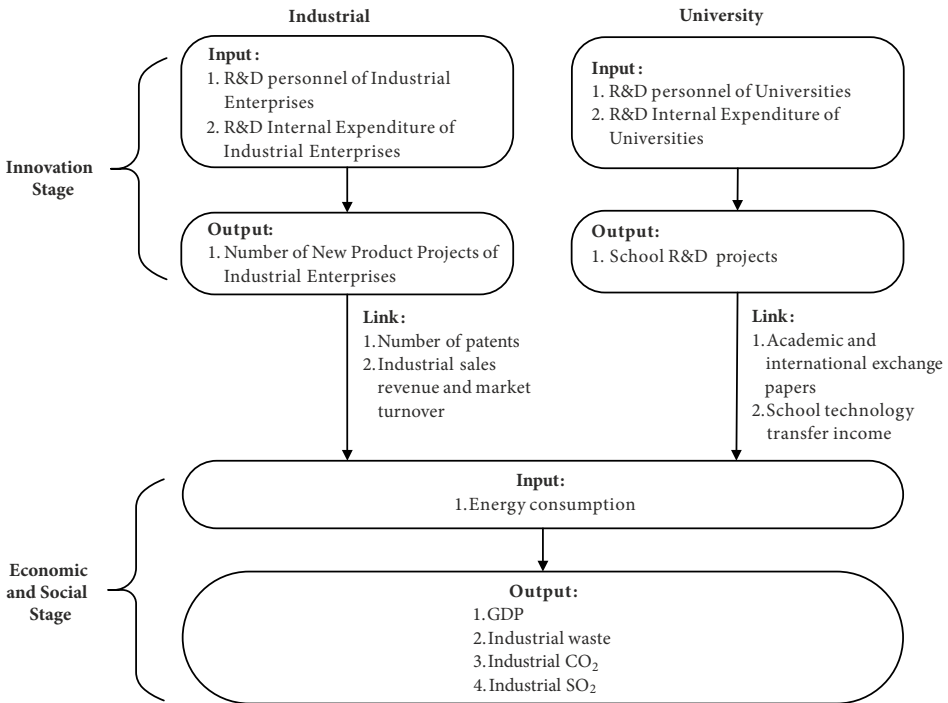 Industrial
University
Input:
1. R&D personnel of Industrial
Enterprises
2. R&D Internal Expenditure of
Industrial Enterprises
Input:
1. R&D personnel of Universities
2. R&D Internal Expenditure of
Universities
Innovation
Stage
Output:
1. Number of New Product Projects of
Industrial Enterprises
Output:
1. School R&D projects
Link:
1. Number of patents
2. Industrial sales
revenue and market
turnover
Link:
1. Academic and
international exchange
papers
2. School technology
transfer income
Input:
1. Energy consumption
Economic
and Social
Stage
Output:
1. GDP
2. Industrial waste
3. Industrial CO₂
4. Industrial SO₂